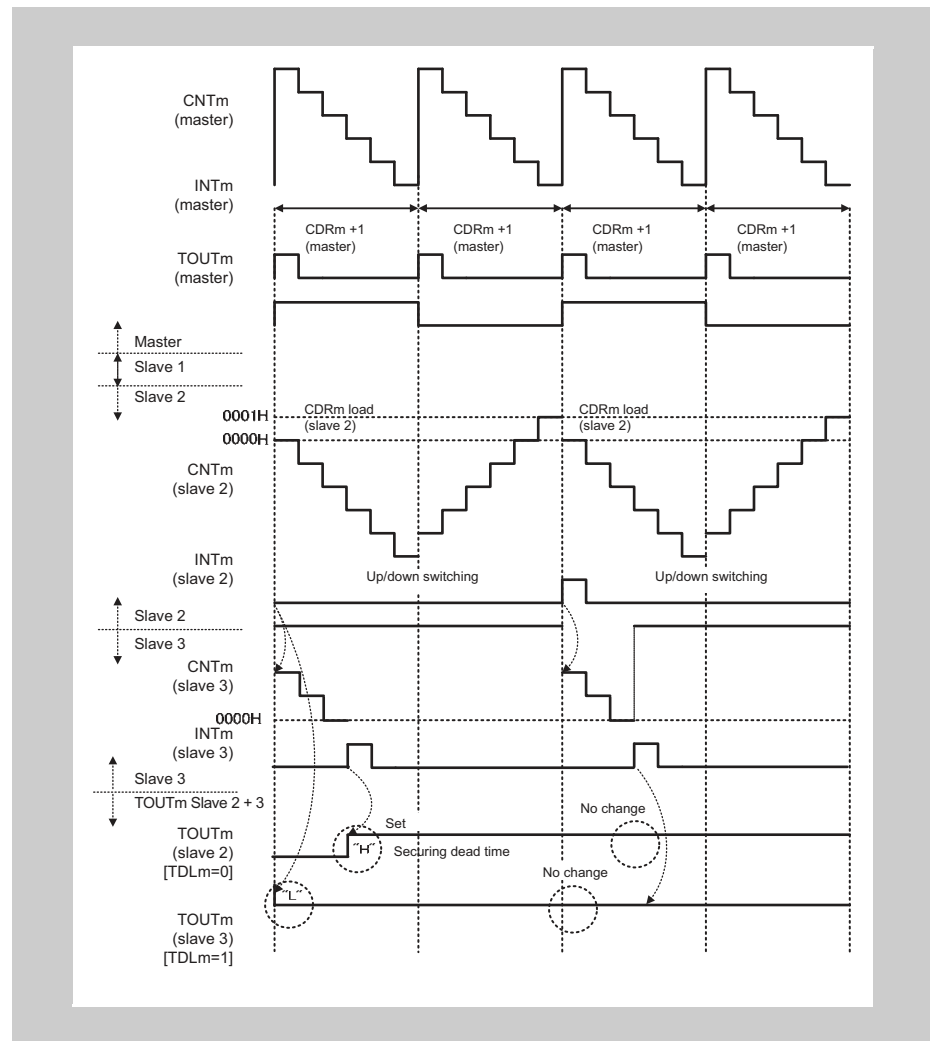 CNTm
(master)
INTm
(master)
CDRm +1
(master)
CDRm +1
(master)
CDRm +1
(master)
CDRm +1
(master)
TOUTm
(master)
Master
Slave 1
Slave 2
0001H
CDRm load
(slave 2)
CDRm load
(slave 2)
0000H
CNTm
(slave 2)
INTm
(slave 2)
Up/down switching
Up/down switching
Slave 2
Slave 3
CNTm
(slave 3)
0000H
INTm
(slave 3)
Slave 3
TOUTm Slave 2 + 3
No change
Set
TOUTm
(slave 2)
[TDLm=0]
"H"
Securing dead time
No change
"L"
TOUTm
(slave 3)
[TDLm=1]